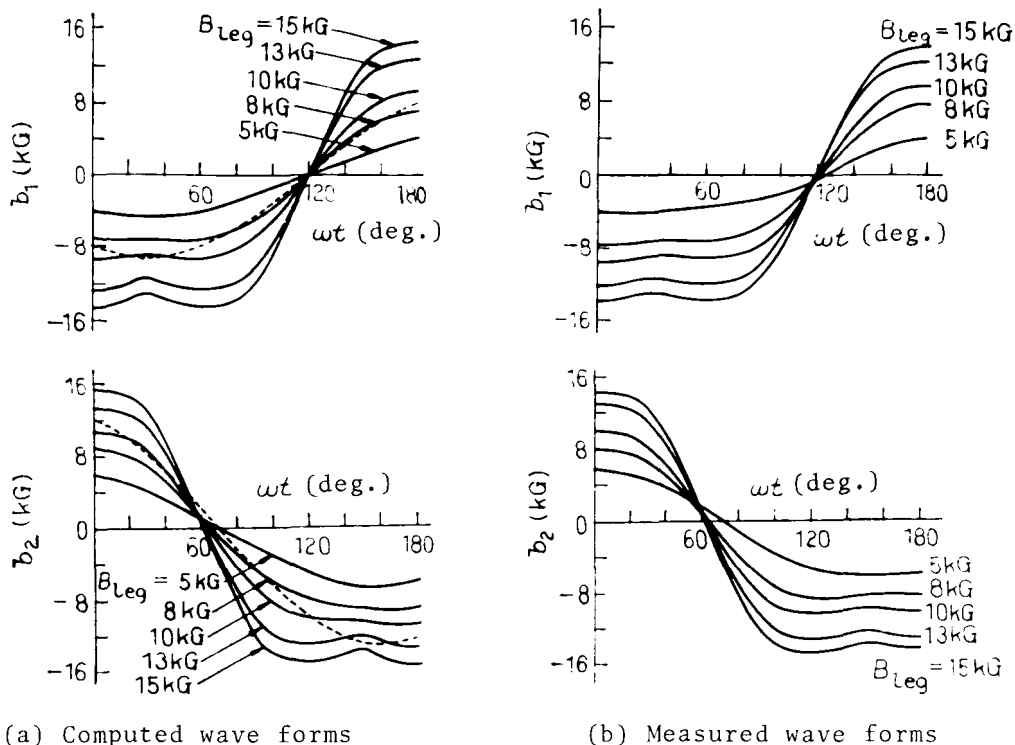 16
8
0
-8
-16
b₁ (kG)
B_leg = 15 kG
13 kG
10 kG
8 kG
5 kG
60
120
180
ωt (deg.)
16
8
0
-8
-16
b₁ (kG)
B_leg = 15 kG
13 kG
10 kG
8 kG
5 kG
60
120
180
ωt (deg.)
16
8
0
-8
-16
b₂ (kG)
ωt (deg.)
60
120
180
B_leg = 5 kG
8 kG
10 kG
13 kG
15 kG
16
8
0
-8
-16
b₂ (kG)
ωt (deg.)
60
120
180
5 kG
8 kG
10 kG
13 kG
B_leg = 15 kG
(a) Computed wave forms
(b) Measured wave forms